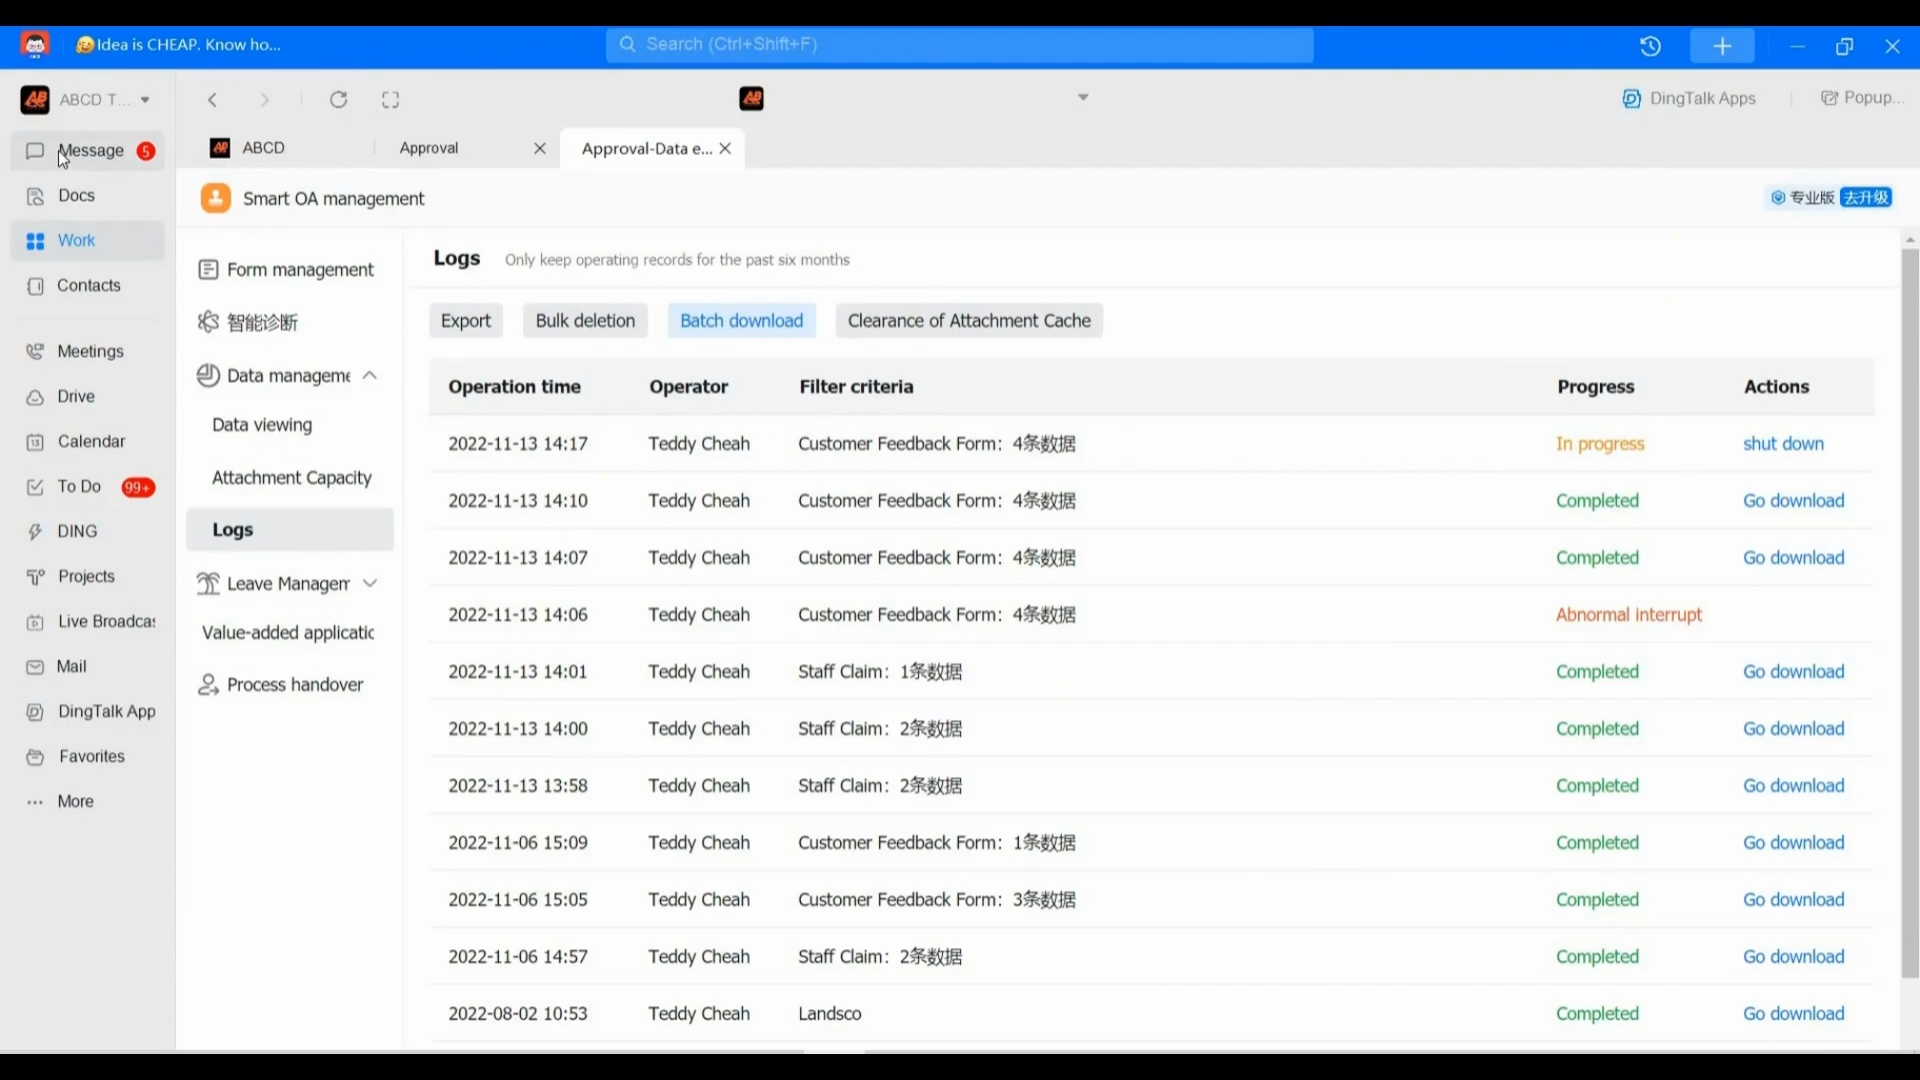 Idea is CHEAP. Know ho...
Search (Ctrl+Shift+F)
ABCD T...
DingTalk Apps
Popup...
ABCD
Approval
Approval-Data e...
Message 5
Docs
Work
Contacts
Meetings
Drive
Calendar
To Do 99+
DING
Projects
Live Broadcas
Mail
DingTalk App
Favorites
More
Smart OA management
专业版 去升级
Form management
智能诊断
Data manageme
Data viewing
Attachment Capacity
Logs
Leave Managem
Value-added applicatic
Process handover
Logs Only keep operating records for the past six months
Export Bulk deletion Batch download Clearance of Attachment Cache
Operation time Operator Filter criteria Progress Actions
2022-11-13 14:17 Teddy Cheah Customer Feedback Form：4条数据 In progress shut down
2022-11-13 14:10 Teddy Cheah Customer Feedback Form：4条数据 Completed Go download
2022-11-13 14:07 Teddy Cheah Customer Feedback Form：4条数据 Completed Go download
2022-11-13 14:06 Teddy Cheah Customer Feedback Form：4条数据 Abnormal interrupt
2022-11-13 14:01 Teddy Cheah Staff Claim：1条数据 Completed Go download
2022-11-13 14:00 Teddy Cheah Staff Claim：2条数据 Completed Go download
2022-11-13 13:58 Teddy Cheah Staff Claim：2条数据 Completed Go download
2022-11-06 15:09 Teddy Cheah Customer Feedback Form：1条数据 Completed Go download
2022-11-06 15:05 Teddy Cheah Customer Feedback Form：3条数据 Completed Go download
2022-11-06 14:57 Teddy Cheah Staff Claim：2条数据 Completed Go download
2022-08-02 10:53 Teddy Cheah Landsco Completed Go download